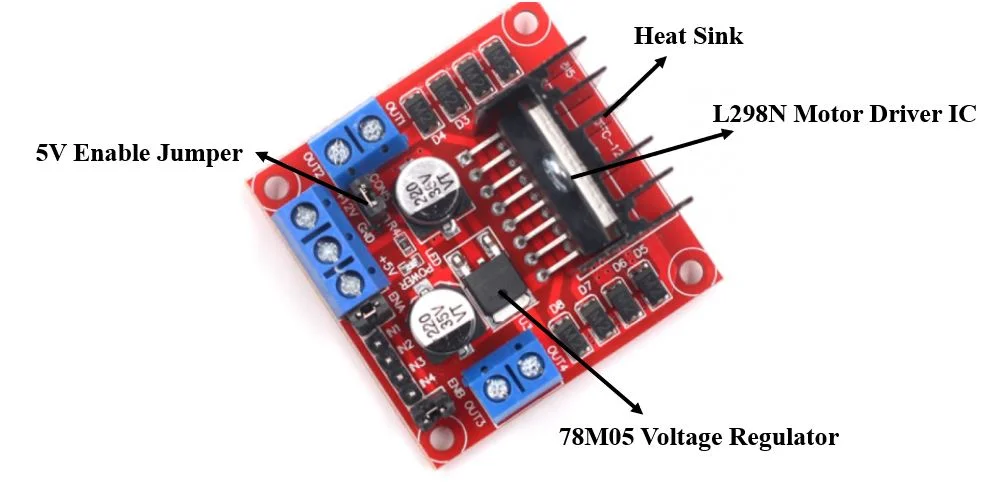 Heat Sink
L298N Motor Driver IC
5V Enable Jumper
78M05 Voltage Regulator
OUT1
OUT2
D4
D3
+12V
GND
+5V
R4
LED
POWER
220
35V
VT
220
35V
VT
ENA
IN1
IN2
IN3
IN4
ENB
OUT3
OUT4
D8
D7
D6
D5